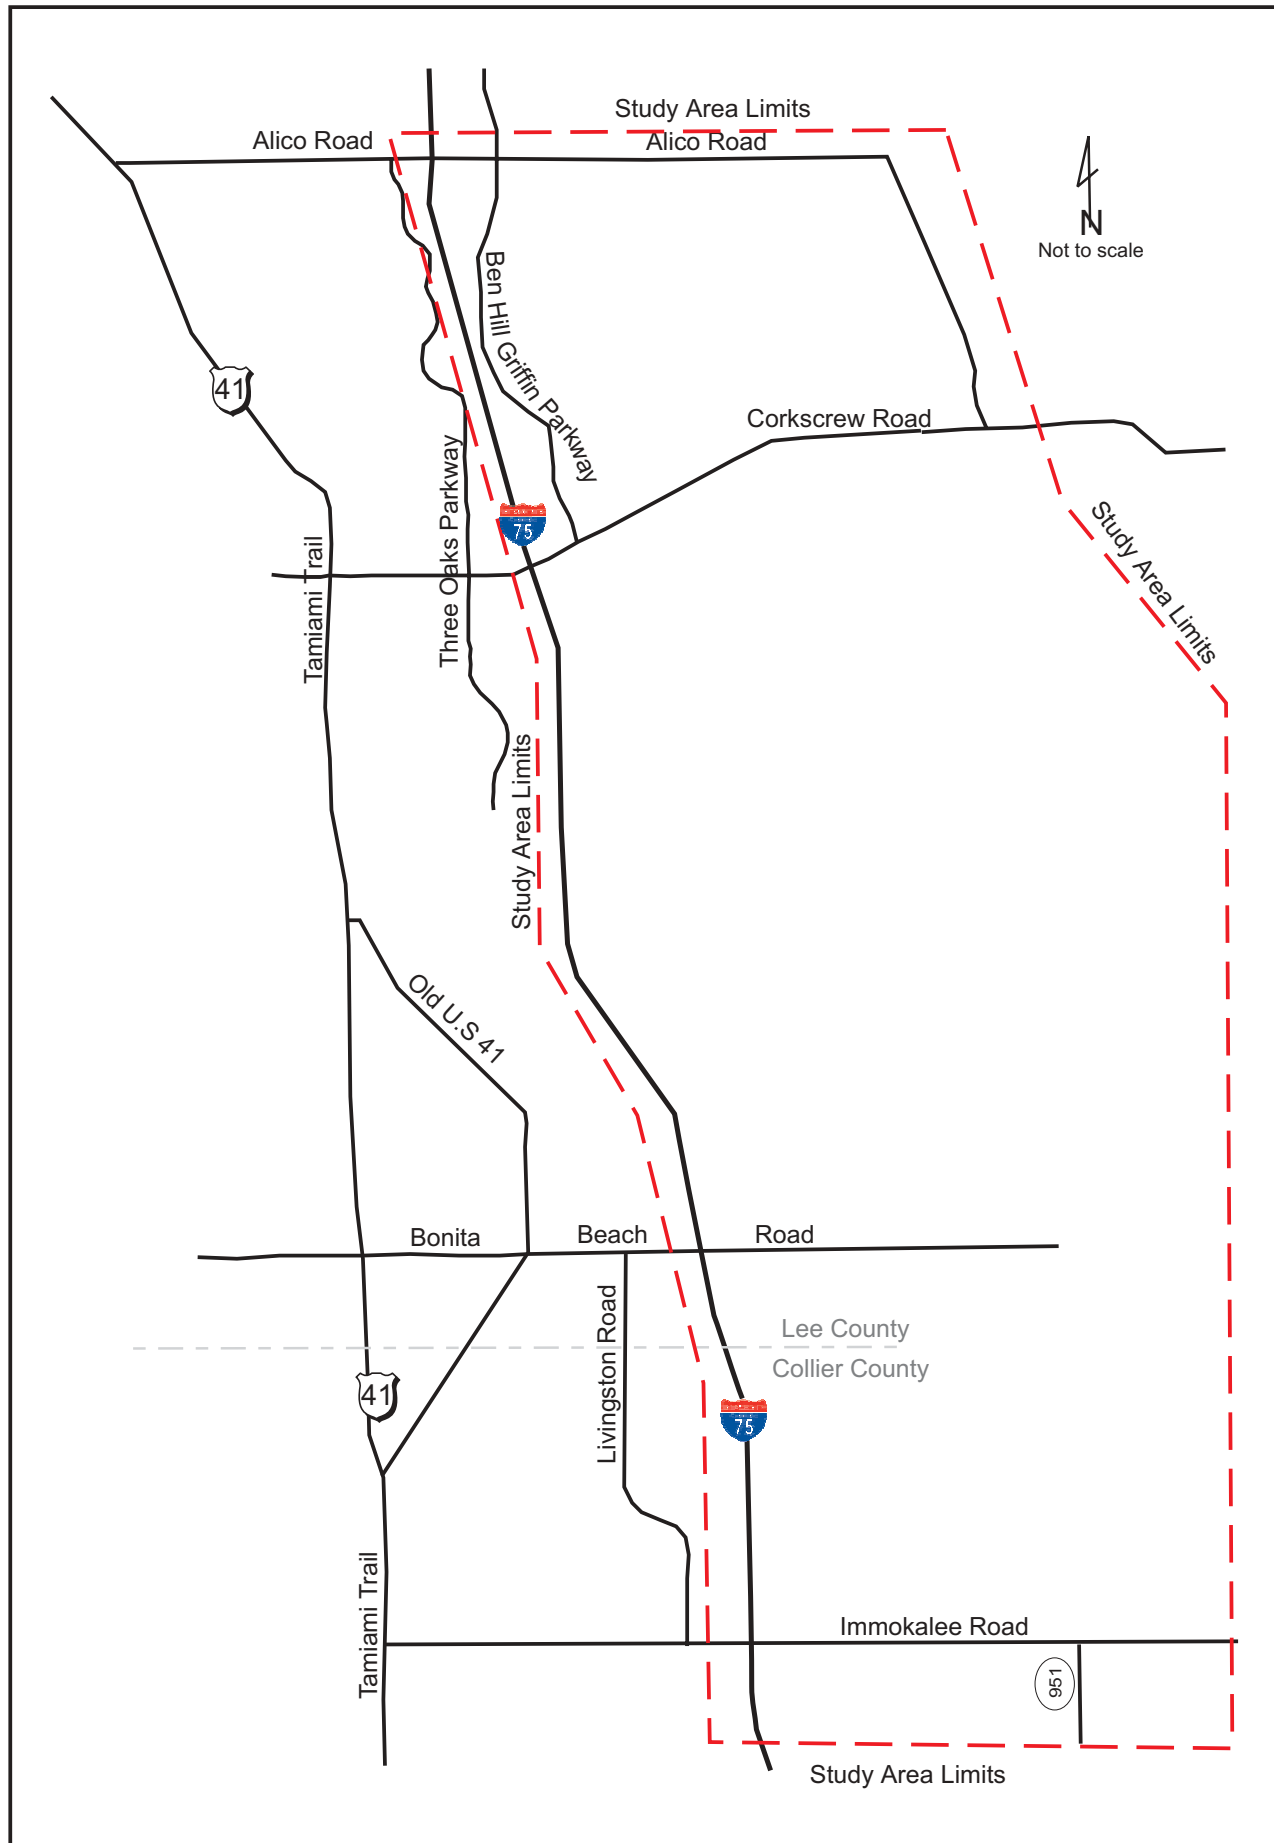 Study Area Limits
Alico Road
Alico Road
N
Not to scale
Ben Hill Griffin Parkway
41
Corkscrew Road
Three Oaks Parkway
75
Study Area Limits
Tamiami Trail
Study Area Limits
Old U.S 41
Bonita Beach Road
Livingston Road
Lee County
Collier County
41
75
Tamiami Trail
Immokalee Road
951
Study Area Limits